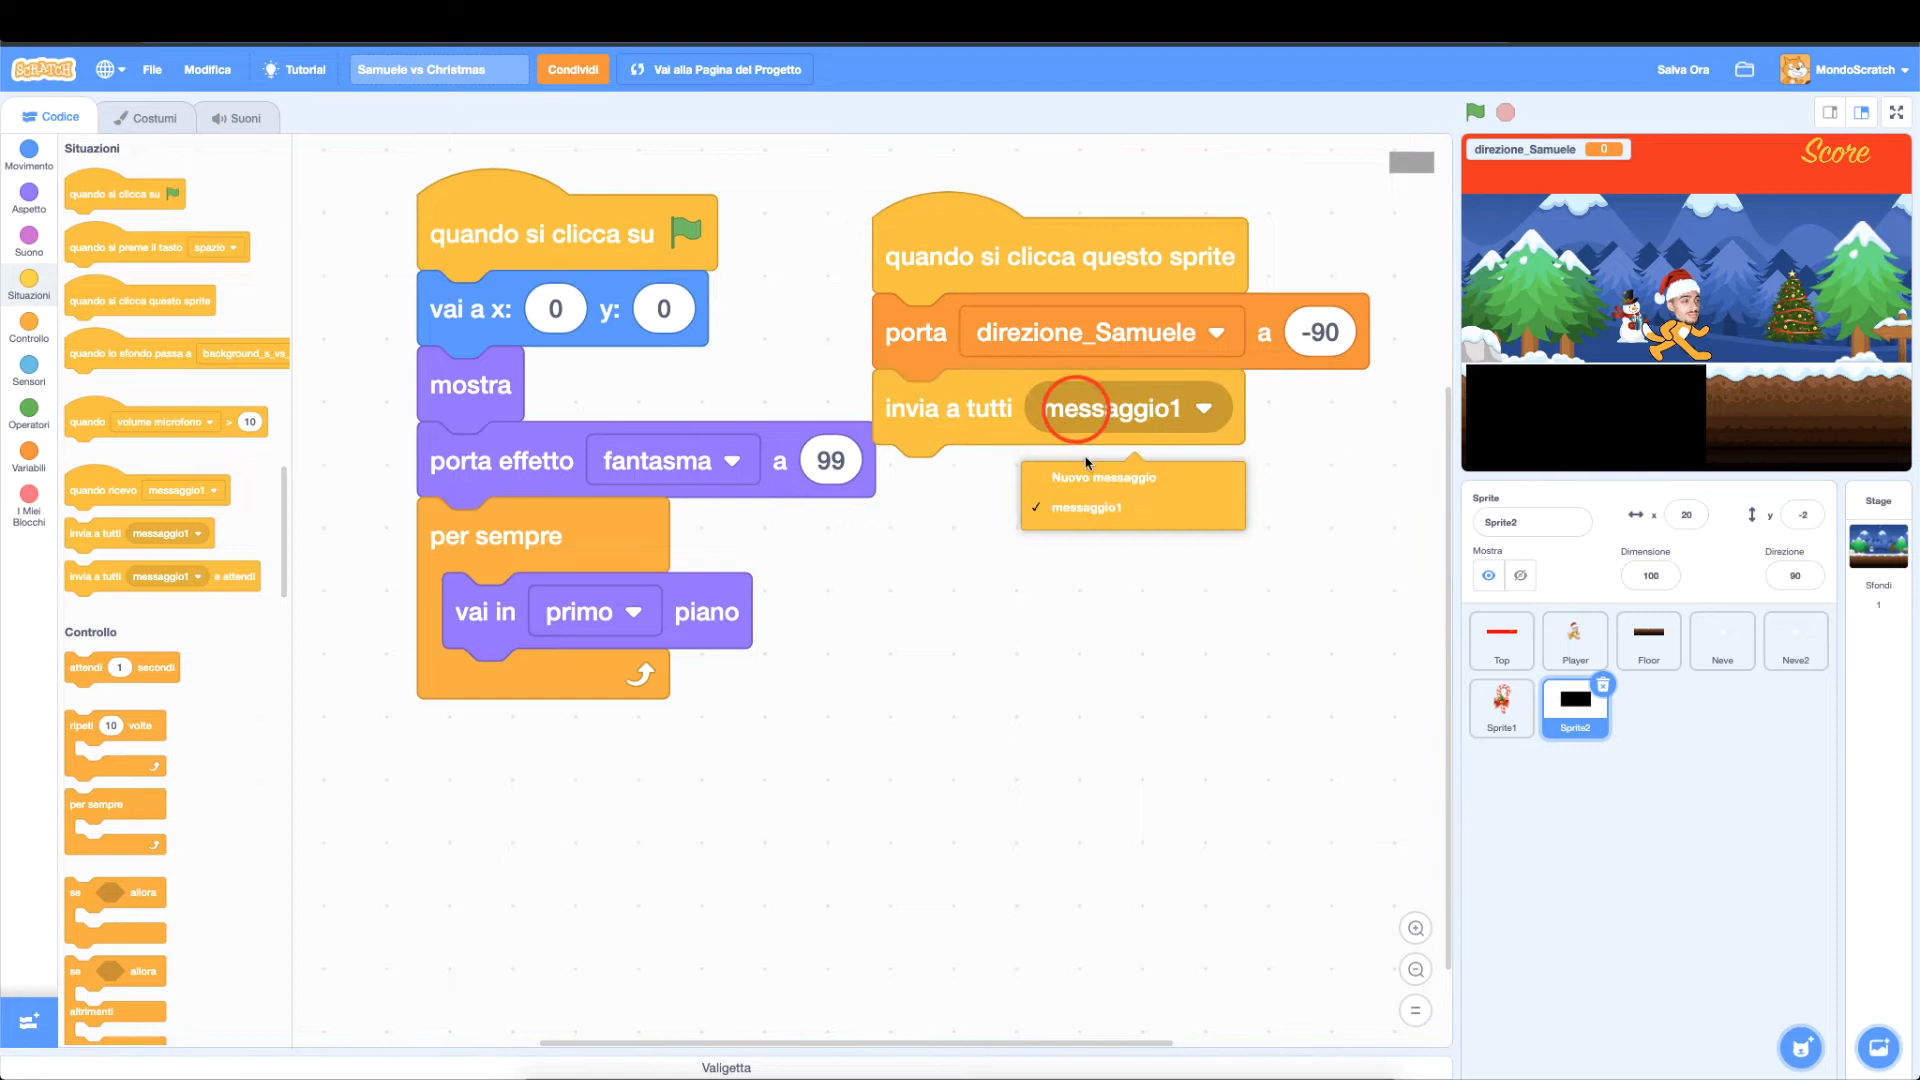 SCRATCH File Modifica Tutorial Samuele vs Christmas Condividi Vai alla Pagina del Progetto Salva Ora MondoScratch
Codice Costumi Suoni
Movimento
Aspetto
Suono
Situazioni
Controllo
Sensori
Operatori
Variabili
I Miei
Blocchi
Situazioni
quando si clicca su
quando si preme il tasto spazio
quando si clicca questo sprite
quando lo sfondo passa a background_s_vs_
quando volume microfono > 10
quando ricevo messaggio1
invia a tutti messaggio1
invia a tutti messaggio1 e attendi
Controllo
attendi 1 secondi
ripeti 10 volte
per sempre
se allora
se allora
altrimenti
quando si clicca su
vai a x: 0 y: 0
mostra
porta effetto fantasma a 99
per sempre
vai in primo piano
quando si clicca questo sprite
porta direzione_Samuele a -90
invia a tutti messaggio1
Nuovo messaggio
✓ messaggio1
direzione_Samuele 0 Score
Sprite
Sprite2
x 20 y -2
Mostra Dimensione Direzione
100 90
Top Player Floor Neve Neve2
Sprite1 Sprite2
Stage
Sfondi
1
Valigetta